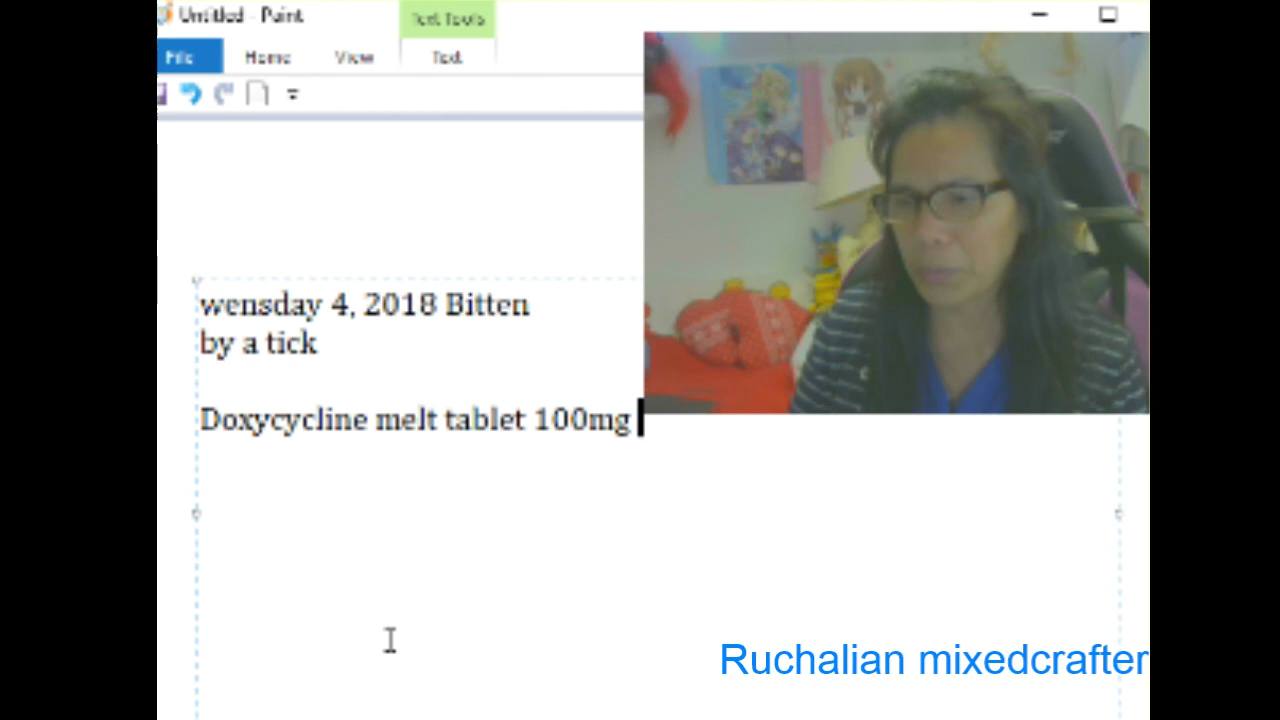 Untitled - Paint
Text Tools
File Home View Text
wensday 4, 2018 Bitten
by a tick
Doxycycline melt tablet 100mg
Ruchalian mixedcrafter